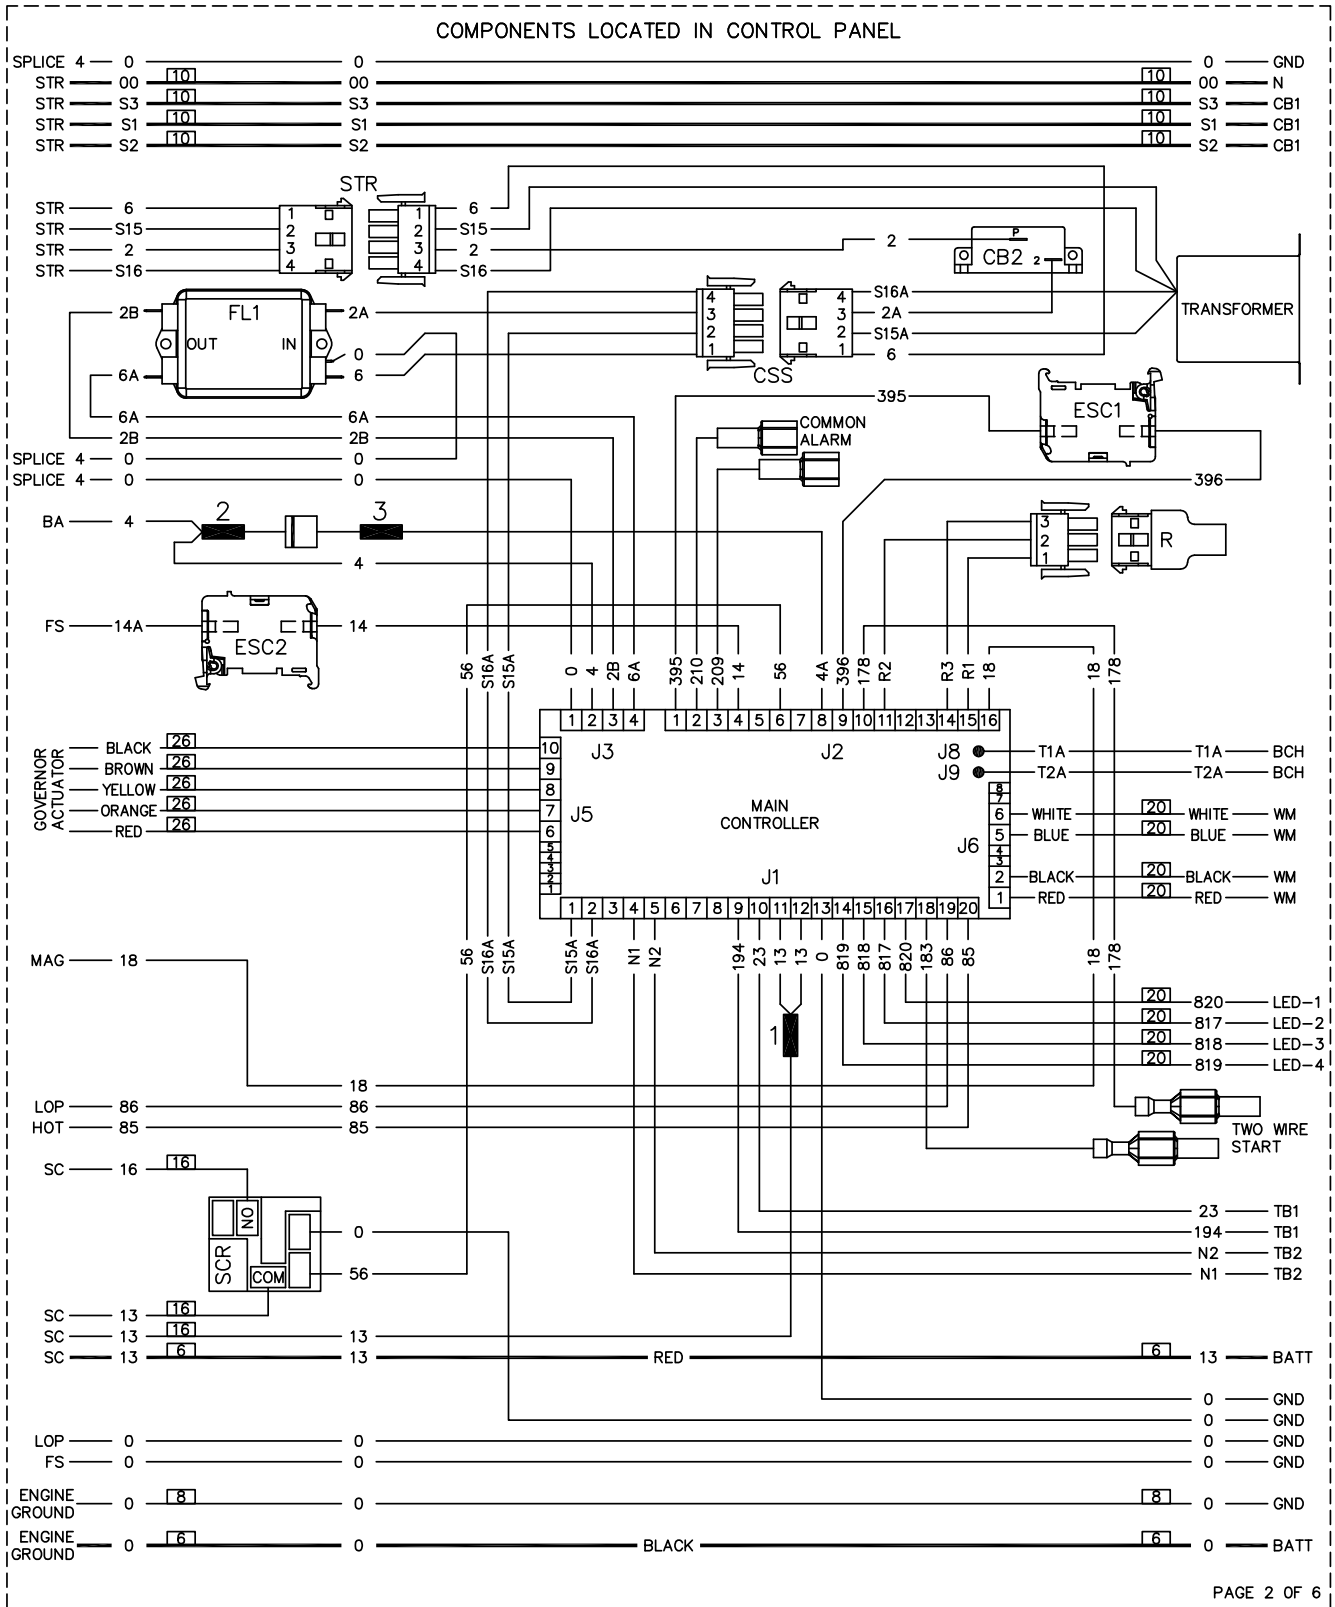 COMPONENTS LOCATED IN CONTROL PANEL
SPLICE 4 0 0 0 GND
STR 00 10 00 10 00 N
STR S3 10 S3 10 S3 CB1
STR S1 10 S1 10 S1 CB1
STR S2 10 S2 10 S2 CB1
STR
STR 6 1 1 6
STR S15 2 2 S15
STR 2 3 3 2 2
STR S16 4 4 S16
P
CB2 2
TRANSFORMER
2B FL1 2A
OUT IN
0
6A 6
4 4 S16A
3 3 2A
2 2 S15A
1 1 6
CSS
395
ESC1
6A 6A
2B 2B
COMMON
ALARM
SPLICE 4 0 0
SPLICE 4 0 0
396
BA 4 2 3
4
3
2
1
R
FS 14A ESC2 14
56 S16A S15A 0 4 2B 6A 395 210 209 14 56 4A 396 178 R2 R3 R1 18 18 178
1 2 3 4 1 2 3 4 5 6 7 8 9 10 11 12 13 14 15 16
J3 J2 J8 T1A T1A BCH
J9 T2A T2A BCH
GOVERNOR
ACTUATOR
BLACK 26 10
BROWN 26 9
YELLOW 26 8
ORANGE 26 7
RED 26 6
5
4
3
2
1
J5
MAIN
CONTROLLER
J6
8
7
6 WHITE 20 WHITE WM
5 BLUE 20 BLUE WM
4
3
2 BLACK 20 BLACK WM
1 RED 20 RED WM
J1
1 2 3 4 5 6 7 8 9 10 11 12 13 14 15 16 17 18 19 20
56 S16A S15A S15A S16A N1 N2 194 23 13 13 0 819 818 817 820 183 86 85 18 178
MAG 18
20 820 LED-1
20 817 LED-2
1 20 818 LED-3
20 819 LED-4
18
LOP 86 86
HOT 85 85
TWO WIRE
START
SC 16 16
NO
SCR
COM
0
56
23 TB1
194 TB1
N2 TB2
N1 TB2
SC 13 16
SC 13 16 13
SC 13 6 13 RED 6 13 BATT
0 GND
0 GND
LOP 0 0 0 GND
FS 0 0 0 GND
ENGINE
GROUND 0 8 0 8 0 GND
ENGINE
GROUND 0 6 0 BLACK 6 0 BATT
PAGE 2 OF 6